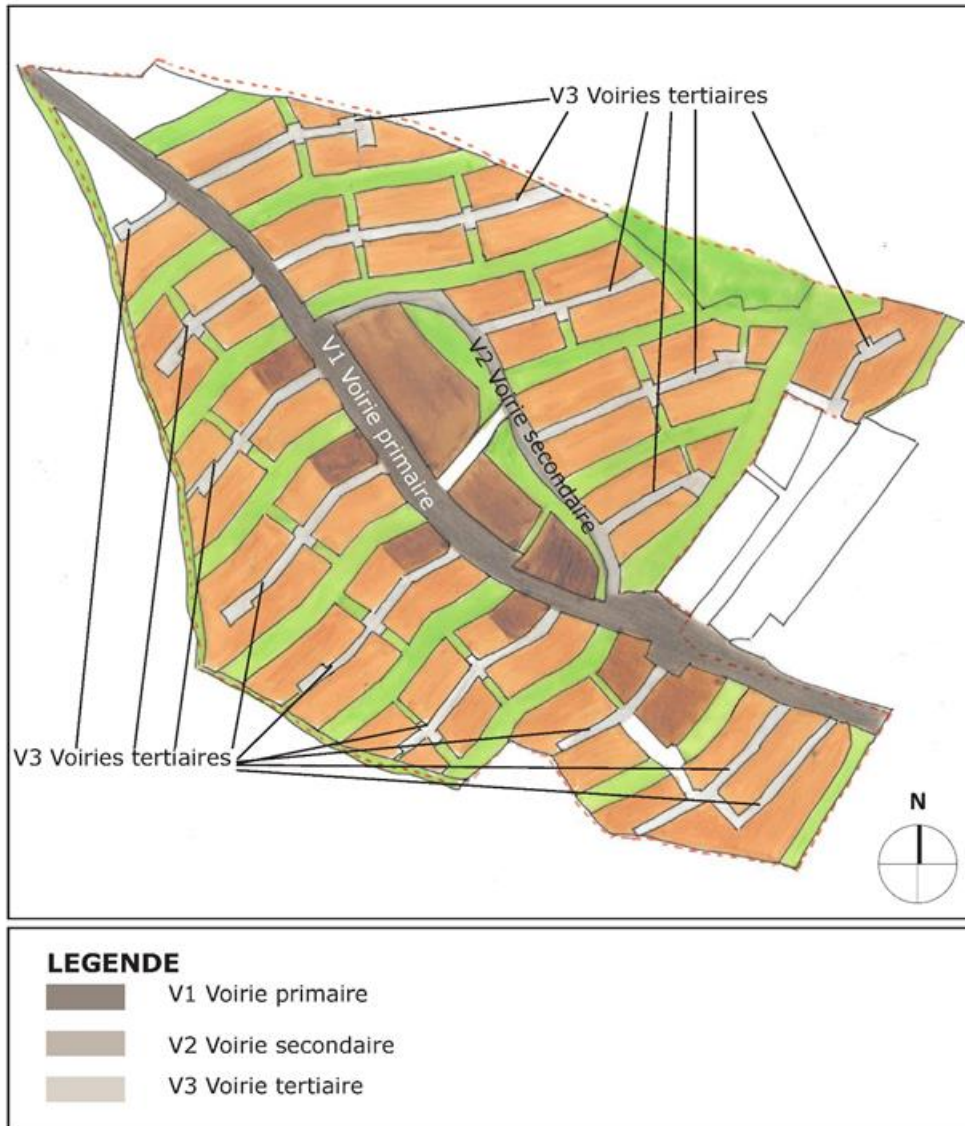 V3 Voiries tertiaires
V1 Voirie primaire
V2 Voirie secondaire
V3 Voiries tertiaires
N
LEGENDE
V1 Voirie primaire
V2 Voirie secondaire
V3 Voirie tertiaire